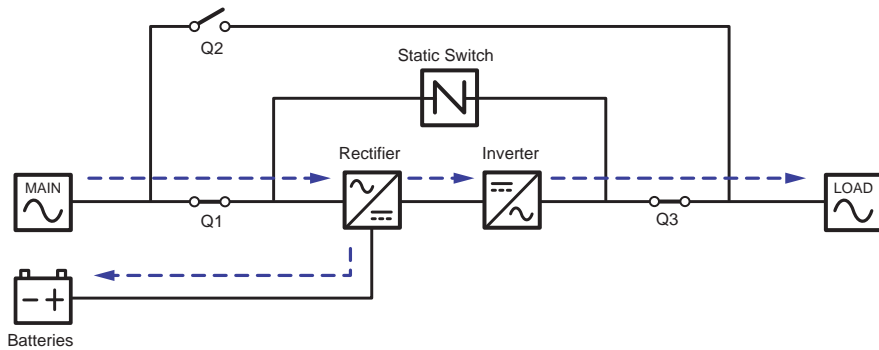 Q2
Static Switch
Rectifier
Inverter
MAIN
LOAD
Q1
Q3
Batteries